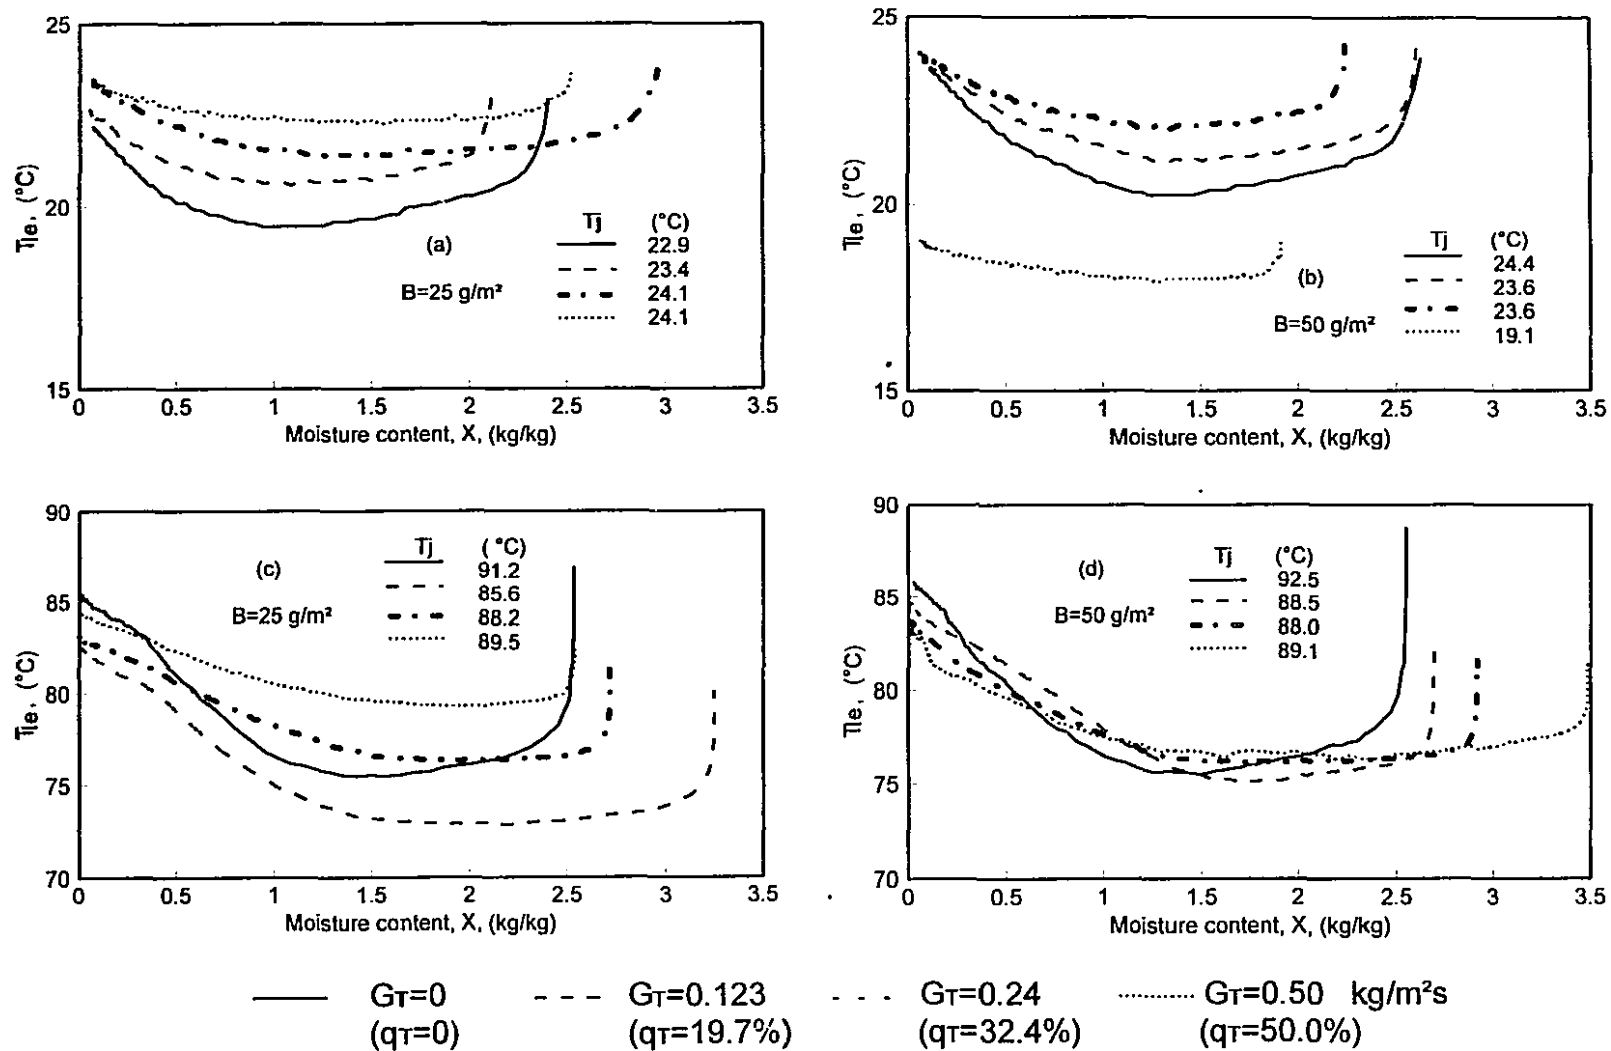 25
20
15
Tle, (°C)
Tj (°C)
(a)
22.9
23.4
B=25 g/m²
24.1
24.1
0 0.5 1 1.5 2 2.5 3 3.5
Moisture content, X, (kg/kg)
25
20
15
Tle, (°C)
Tj (°C)
24.4
(b)
23.6
23.6
B=50 g/m²
19.1
0 0.5 1 1.5 2 2.5 3 3.5
Moisture content, X, (kg/kg)
90
85
80
75
70
Tle, (°C)
Tj ( °C)
(c)
91.2
85.6
B=25 g/m²
88.2
89.5
0 0.5 1 1.5 2 2.5 3 3.5
Moisture content, X, (kg/kg)
90
85
80
75
70
Tle, (°C)
Tj (°C)
(d)
92.5
88.5
B=50 g/m²
88.0
89.1
0 0.5 1 1.5 2 2.5 3 3.5
Moisture content, X, (kg/kg)
GT=0 GT=0.123 GT=0.24 GT=0.50 kg/m²s
(qT=0) (qT=19.7%) (qT=32.4%) (qT=50.0%)